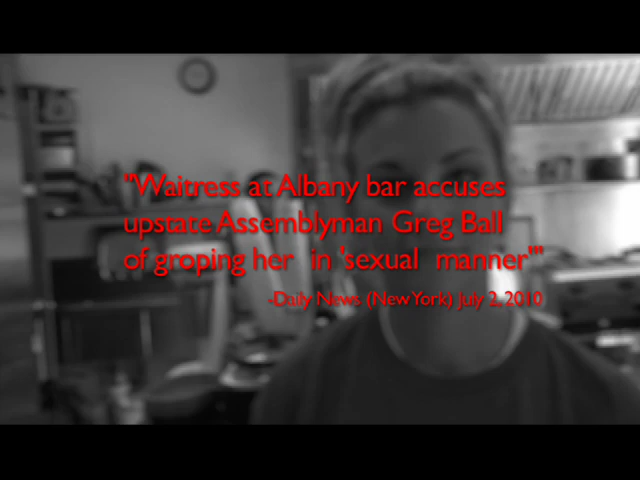 "Waitress at Albany bar accuses
upstate Assemblyman Greg Ball
of groping her in 'sexual manner'"
-Daily News (New York) July 2, 2010